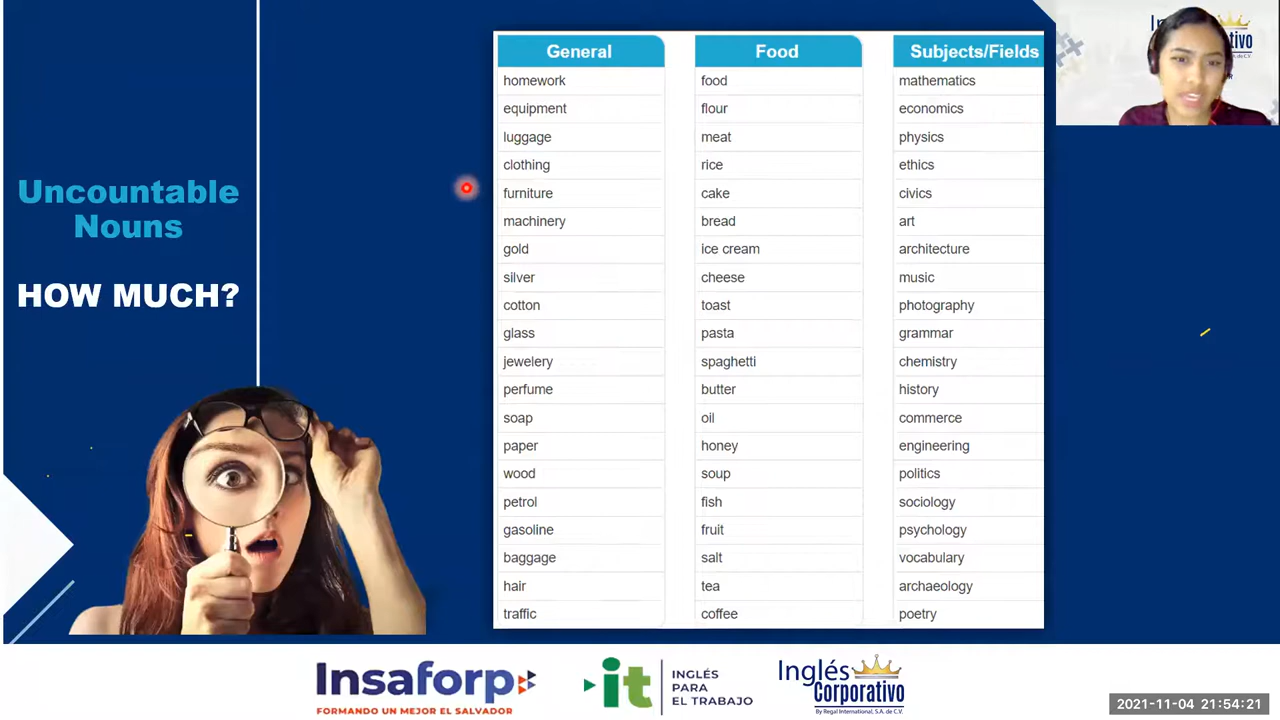 Uncountable
Nouns
HOW MUCH?
General
homework
equipment
luggage
clothing
furniture
machinery
gold
silver
cotton
glass
jewelery
perfume
soap
paper
wood
petrol
gasoline
baggage
hair
traffic
Food
food
flour
meat
rice
cake
bread
ice cream
cheese
toast
pasta
spaghetti
butter
oil
honey
soup
fish
fruit
salt
tea
coffee
Subjects/Fields
mathematics
economics
physics
ethics
civics
art
architecture
music
photography
grammar
chemistry
history
commerce
engineering
politics
sociology
psychology
vocabulary
archaeology
poetry
Insaforp
FORMANDO UN MEJOR EL SALVADOR
it
INGLÉS
PARA
EL TRABAJO
Inglés
Corporativo
By Regal International, S.A. de C.V.
2021-11-04 21:54:21